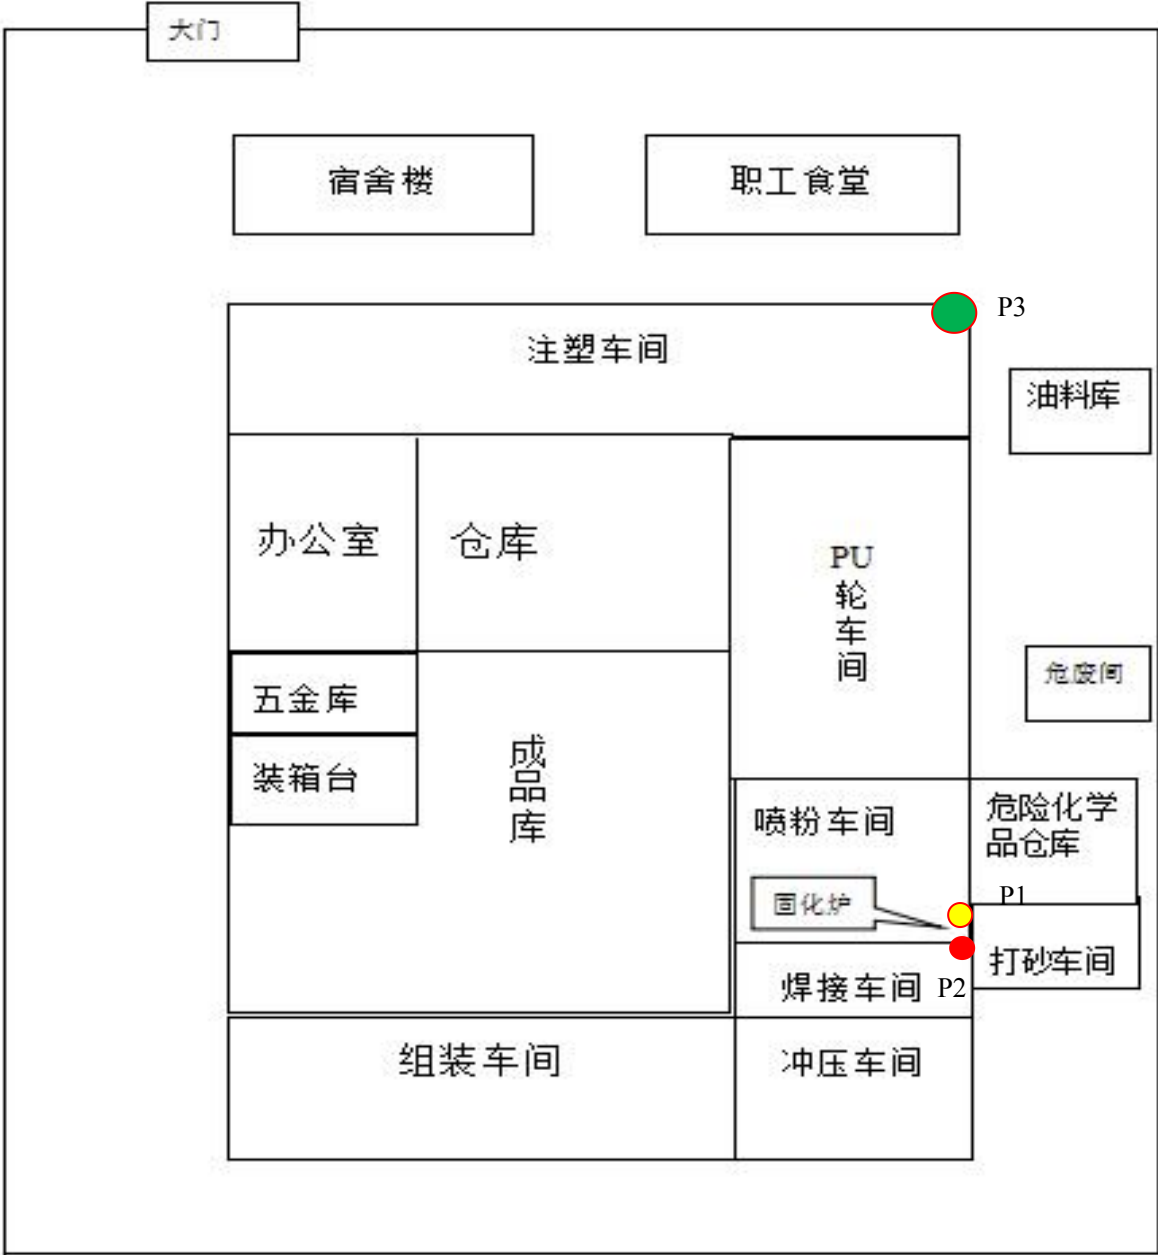 大门
宿舍楼
职工食堂
P3
注塑车间
油料库
办公室
仓库
PU
轮
车
间
危废间
五金库
装箱台
成
品
库
喷粉车间
危险化学
品仓库
固化炉
P1
打砂车间
焊接车间
P2
组装车间
冲压车间